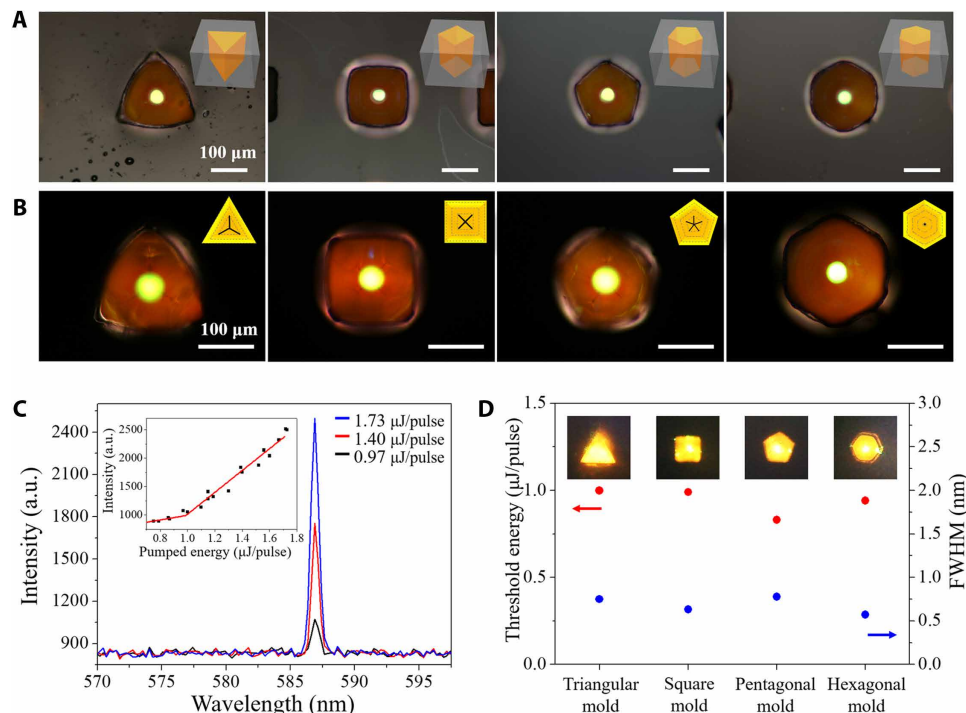 A
100 μm
B
100 μm
C
1.73 μJ/pulse
1.40 μJ/pulse
0.97 μJ/pulse
2400
2100
1800
1500
1200
900
Intensity (a.u.)
2500
2000
1500
1000
Intensity (a.u.)
0.8 1.0 1.2 1.4 1.6 1.8
Pumped energy (μJ/pulse)
570 575 580 585 590 595
Wavelength (nm)
D
1.5
1.0
0.5
0.0
Threshold energy (μJ/pulse)
3.0
2.5
2.0
1.5
1.0
0.5
0.0
FWHM (nm)
Triangular Square Pentagonal Hexagonal
mold mold mold mold